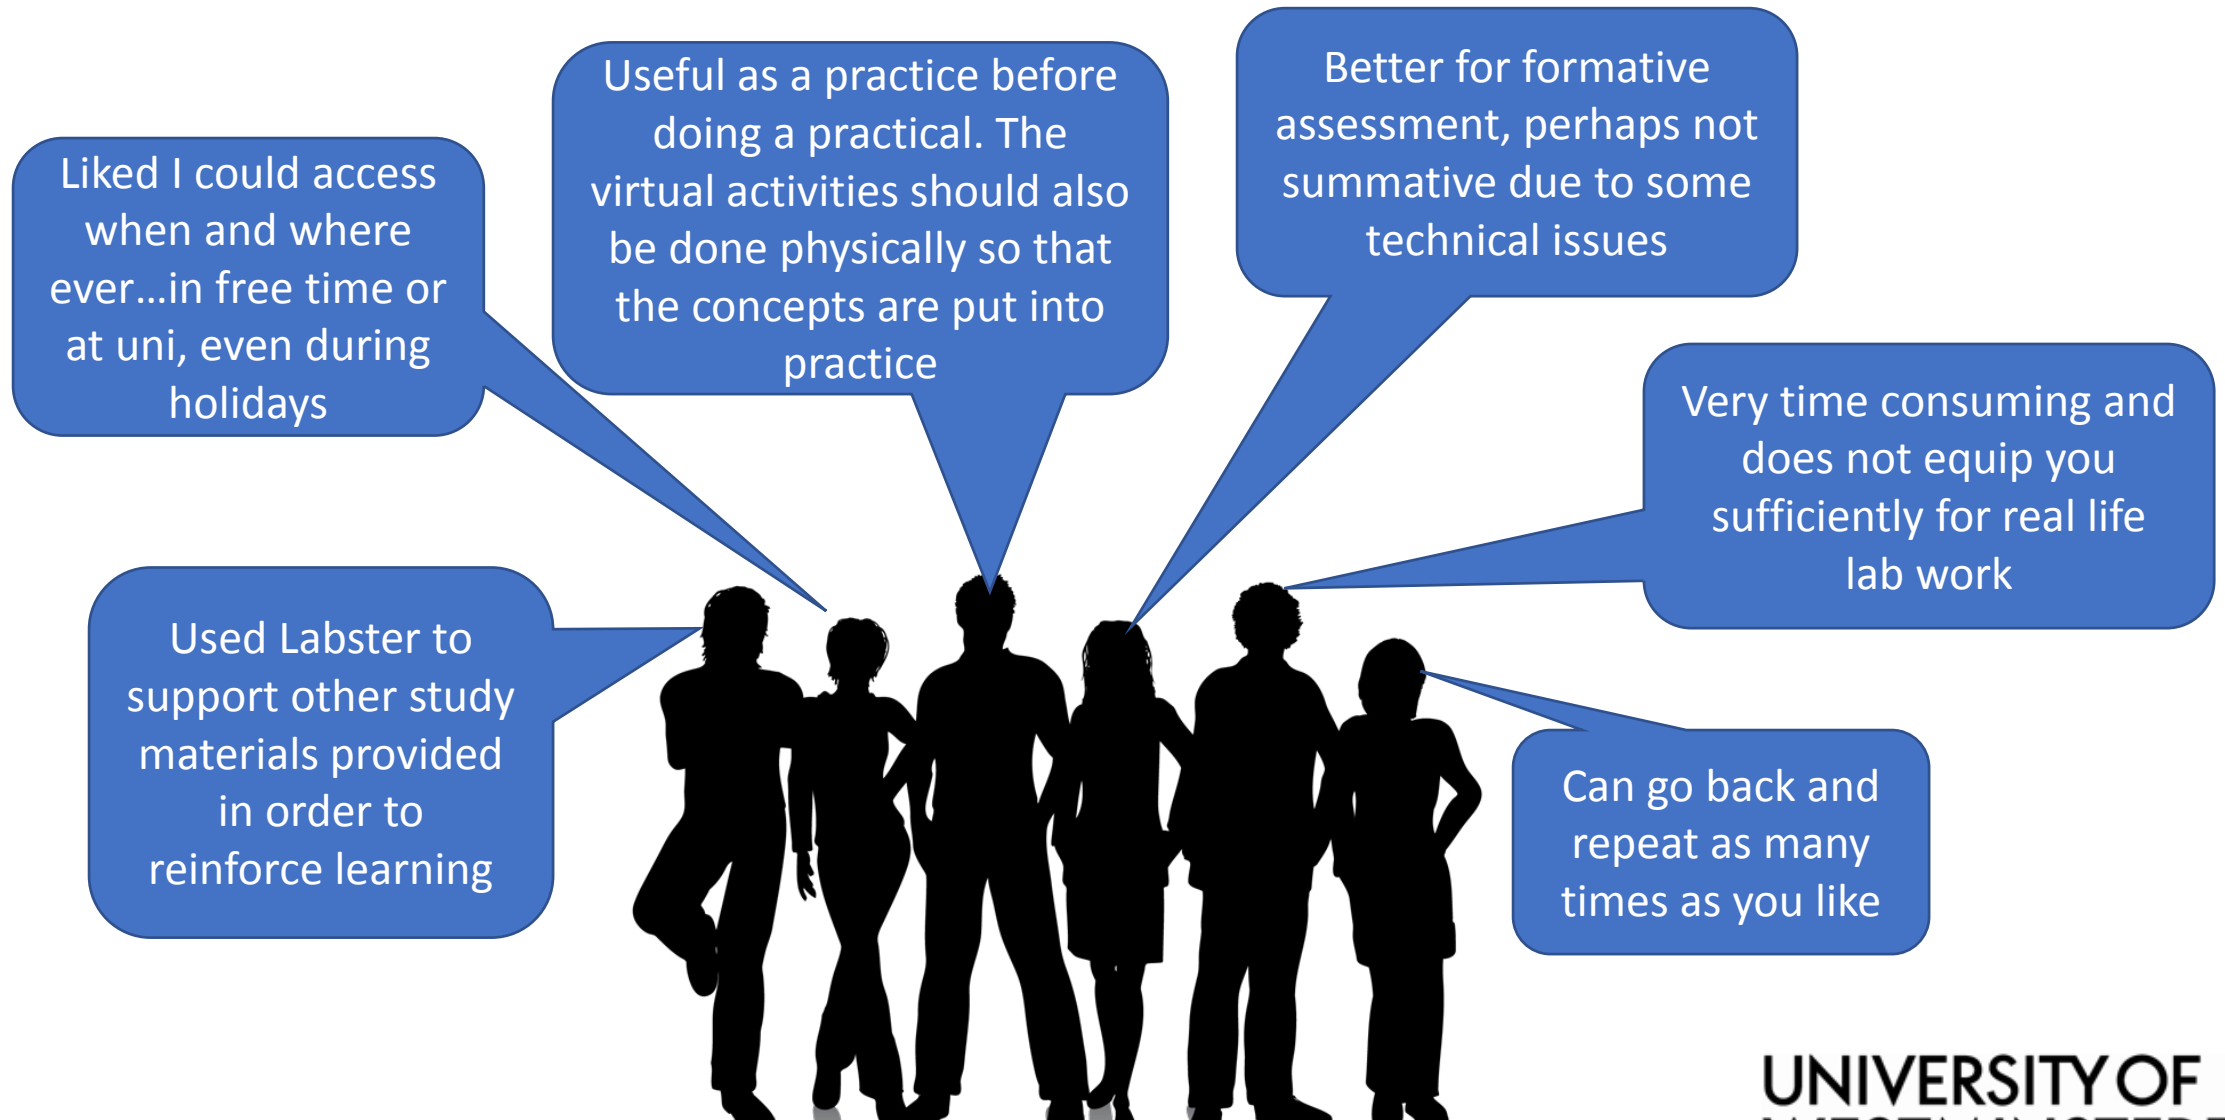 Liked I could access
when and where
ever...in free time or
at uni, even during
holidays
Useful as a practice before
doing a practical. The
virtual activities should also
be done physically so that
the concepts are put into
practice
Better for formative
assessment, perhaps not
summative due to some
technical issues
Very time consuming and
does not equip you
sufficiently for real life
lab work
Used Labster to
support other study
materials provided
in order to
reinforce learning
Can go back and
repeat as many
times as you like
UNIVERSITY OF